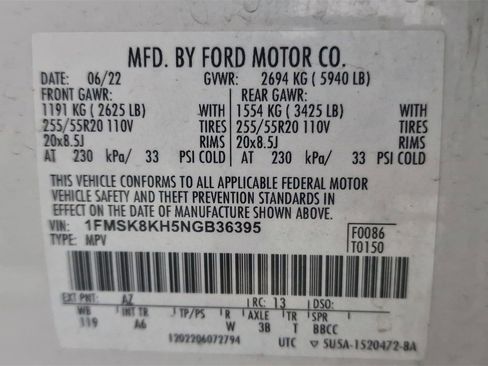 MFD. BY FORD MOTOR CO.
DATE: 06/22 GVWR: 2694 KG ( 5940 LB)
FRONT GAWR: REAR GAWR:
1191 KG ( 2625 LB) WITH 1554 KG ( 3425 LB) WITH
255/55R20 110V TIRES 255/55R20 110V TIRES
20x8.5J RIMS 20x8.5J RIMS
AT 230 kPa/ 33 PSI COLD AT 230 kPa/ 33 PSI COLD
THIS VEHICLE CONFORMS TO ALL APPLICABLE FEDERAL MOTOR
VEHICLE SAFETY AND THEFT PREVENTION STANDARDS IN
EFFECT ON THE DATE OF MANUFACTURE SHOWN ABOVE.
VIN: 1FMSK8KH5NGB36395 F0086
TYPE: MPV T0150
EXT PNT: AZ RC: 13 DSO:
WB INT TR TP/PS R AXLE TR SPR
119 A6 W 3B T BBCC
1202206072794 UTC ▽ 5USA-1520472-BA